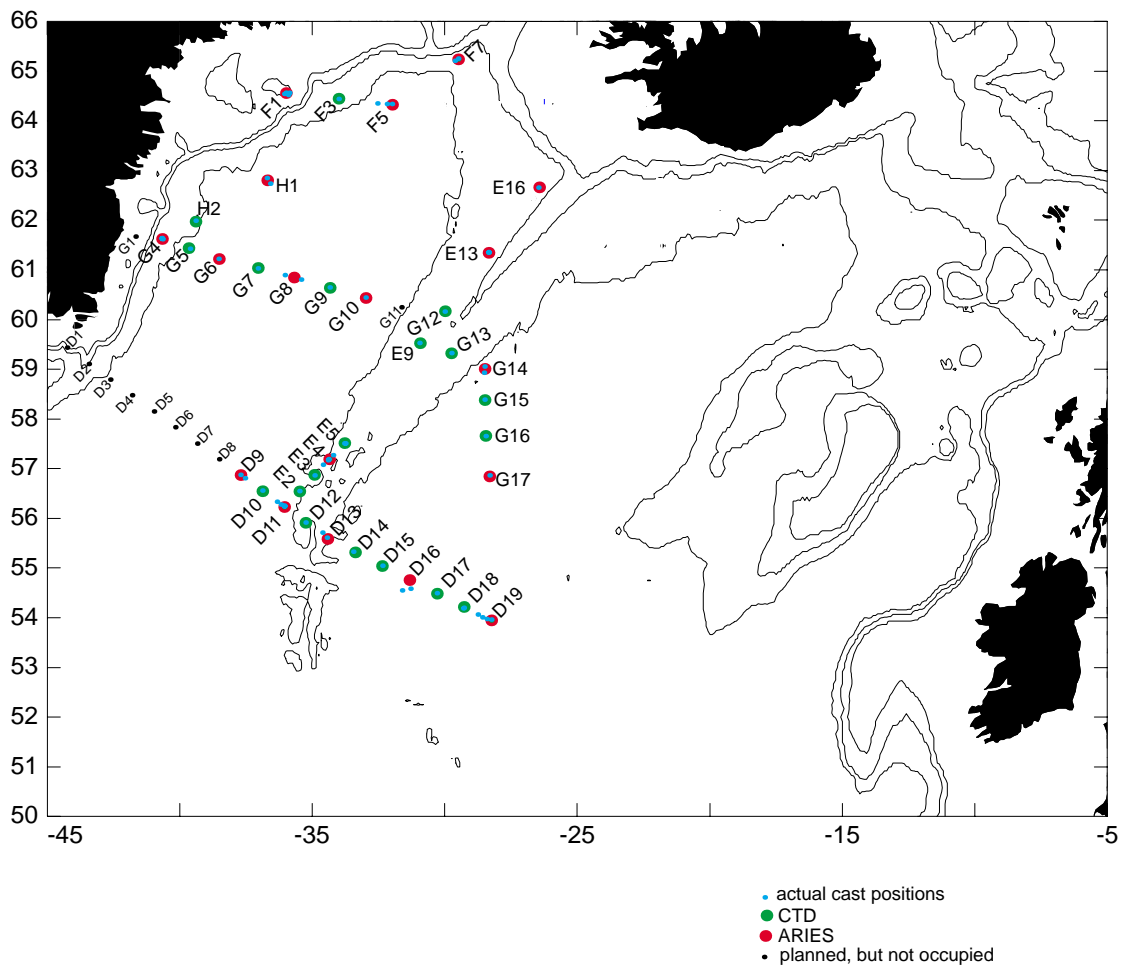 66
65
64
63
62
61
60
59
58
57
56
55
54
53
52
51
50
-45
-35
-25
-15
-5
F1
F3
F5
F7
H1
H2
E16
E13
G1
G4
G5
G6
G7
G8
G9
G10
G11
G12
G13
E9
G14
G15
G16
G17
D1
D2
D3
D4
D5
D6
D7
D8
D9
D10
D11
E2
E3
E4
E5
D12
D13
D14
D15
D16
D17
D18
D19
actual cast positions
CTD
ARIES
planned, but not occupied